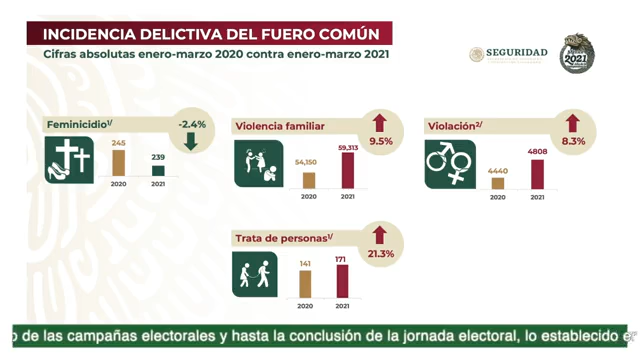 INCIDENCIA DELICTIVA DEL FUERO COMÚN
Cifras absolutas enero-marzo 2020 contra enero-marzo 2021
SEGURIDAD
2021
Feminicidio1/
-2.4%
245
239
2020
2021
Violencia familiar
9.5%
54,150
59,313
2020
2021
Violación2/
8.3%
4440
4808
2020
2021
Trata de personas1/
21.3%
141
171
2020
2021
o de las campañas electorales y hasta la conclusión de la jornada electoral, lo establecido